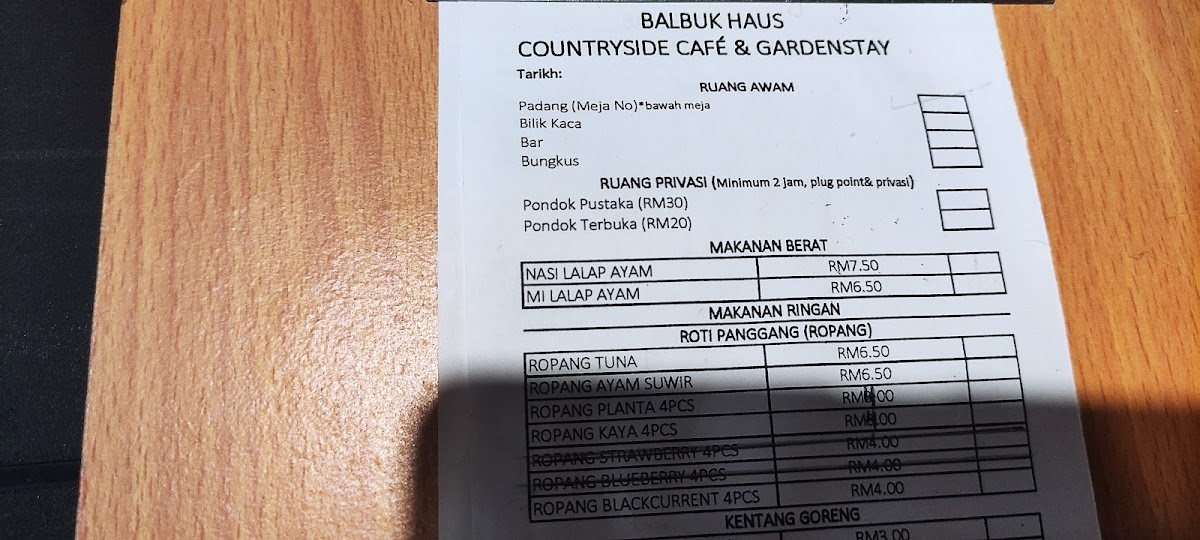 BALBUK HAUS
COUNTRYSIDE CAFÉ & GARDENSTAY
Tarikh:
RUANG AWAM
Padang (Meja No)*bawah meja
Bilik Kaca
Bar
Bungkus
RUANG PRIVASI (Minimum 2 jam, plug point& privasi)
Pondok Pustaka (RM30)
Pondok Terbuka (RM20)
MAKANAN BERAT
NASI LALAP AYAM RM7.50
MI LALAP AYAM RM6.50
MAKANAN RINGAN
ROTI PANGGANG (ROPANG)
ROPANG TUNA RM6.50
ROPANG AYAM SUWIR RM6.50
ROPANG PLANTA 4PCS
ROPANG KAYA 4PCS
ROPANG STRAWBERRY 4PCS RM4.00
ROPANG BLUEBERRY 4PCS RM4.00
ROPANG BLACKCURRENT 4PCS RM4.00
KENTANG GORENG
RM3.00